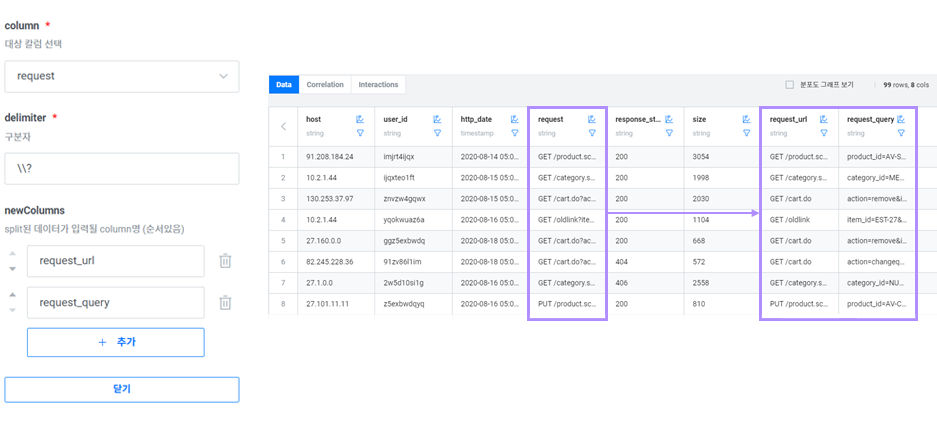 column *
대상 칼럼 선택
request
delimiter *
구분자
\\?
newColumns
split된 데이터가 입력될 column명 (순서있음)
request_url
request_query
+ 추가
닫기
Data Correlation Interactions 분포도 그래프 보기 99 rows, 8 cols
host user_id http_date request response_st... size request_url request_query
string string timestamp string string string string string
1 91.208.184.24 imjrt4ijqx 2020-08-14 05:0... GET /product.sc... 200 3054 GET /product.sc... product_id=AV-S...
2 10.2.1.44 ijqxteo1ft 2020-08-15 05:0... GET /category.s... 200 1998 GET /category.s... category_id=ME...
3 130.253.37.97 znvzw4gqwx 2020-08-15 05:0... GET /cart.do?ac... 200 2030 GET /cart.do action=remove&i...
4 10.2.1.44 yqokwuaz6a 2020-08-16 05:0... GET /oldlink?ite... 200 1104 GET /oldlink item_id=EST-27&...
5 27.160.0.0 ggz5exbwdq 2020-08-18 05:0... GET /cart.do?ac... 200 668 GET /cart.do action=remove&i...
6 82.245.228.36 91zv86l1im 2020-08-18 05:0... GET /cart.do?ac... 404 572 GET /cart.do action=changeq...
7 27.1.0.0 2w5d10si1g 2020-08-16 05:0... GET /category.s... 406 2558 GET /category.s... category_id=NU...
8 27.101.11.11 z5exbwdqyq 2020-08-16 05:0... PUT /product.sc... 200 810 PUT /product.sc... product_id=AV-C...